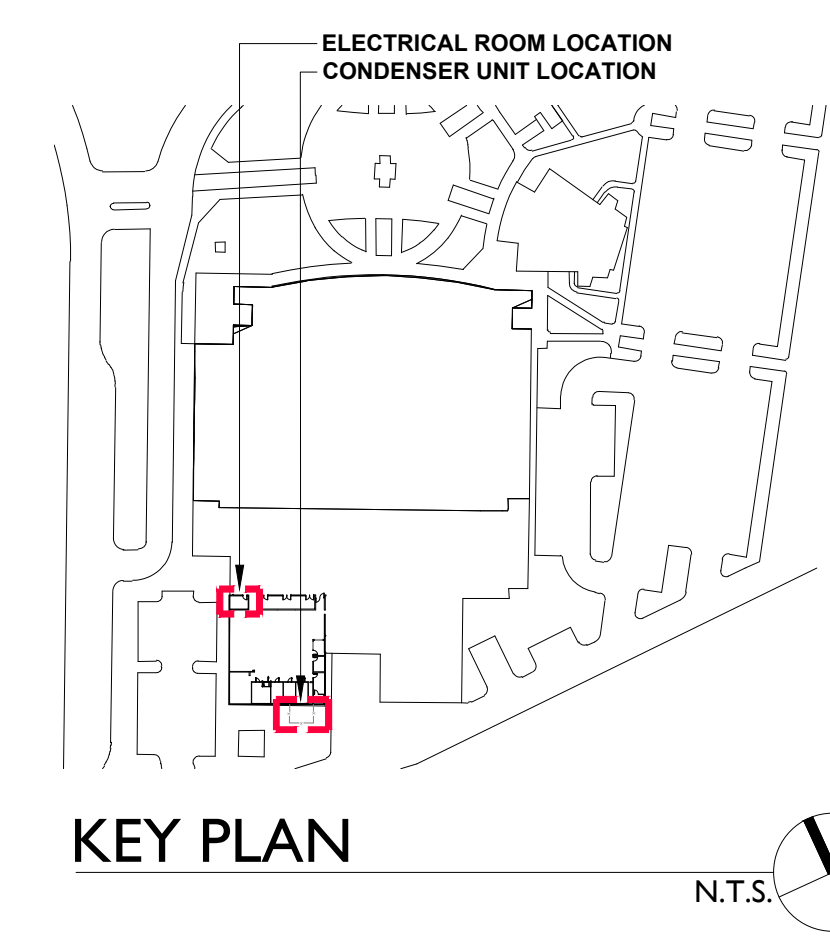 ELECTRICAL ROOM LOCATION
CONDENSER UNIT LOCATION
KEY PLAN
N.T.S.